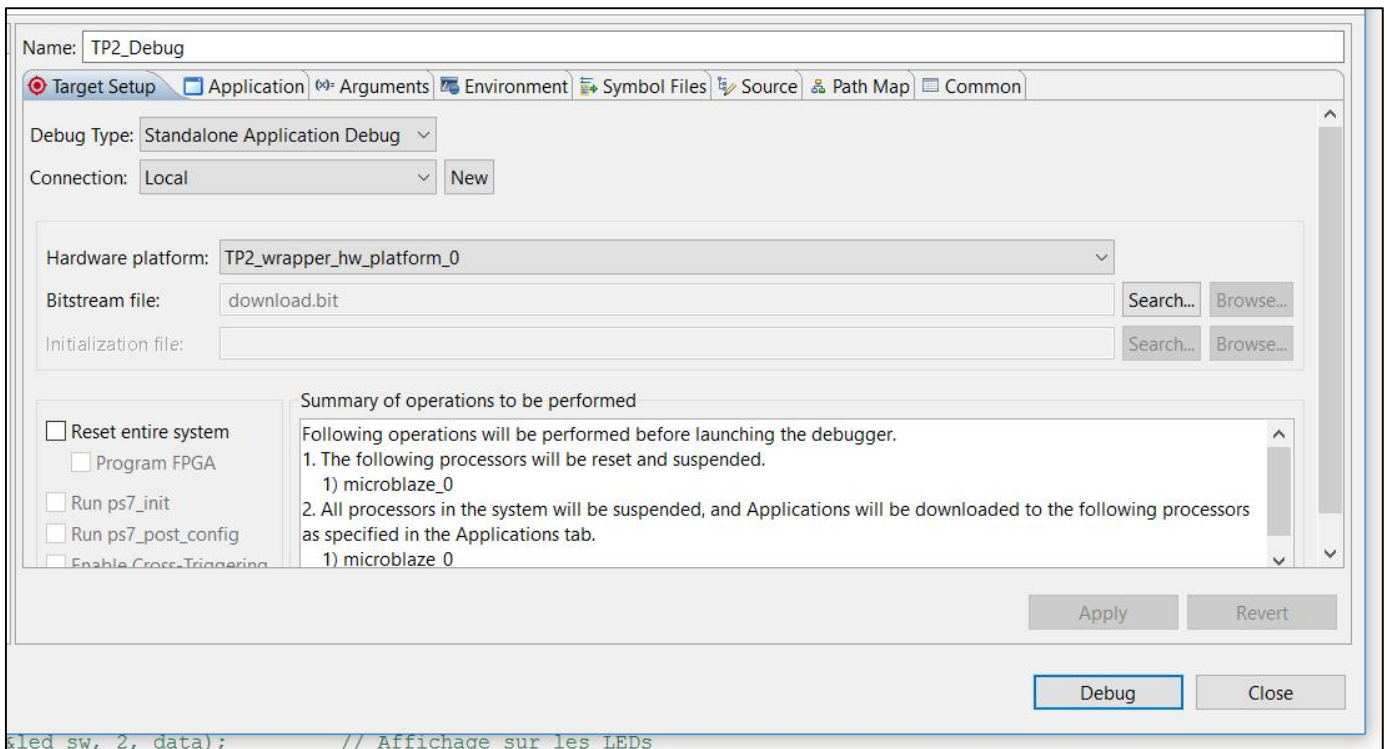 Name: TP2_Debug
Target Setup Application (x)= Arguments Environment Symbol Files Source Path Map Common
Debug Type: Standalone Application Debug
Connection: Local New
Hardware platform: TP2_wrapper_hw_platform_0
Bitstream file: download.bit Search... Browse...
Initialization file: Search... Browse...
Summary of operations to be performed
Reset entire system
Program FPGA
Run ps7_init
Run ps7_post_config
Enable Cross-Triggering
Following operations will be performed before launching the debugger.
1. The following processors will be reset and suspended.
1) microblaze_0
2. All processors in the system will be suspended, and Applications will be downloaded to the following processors
as specified in the Applications tab.
1) microblaze_0
Apply Revert
Debug Close
&led_sw, 2, data); // Affichage sur les LEDs